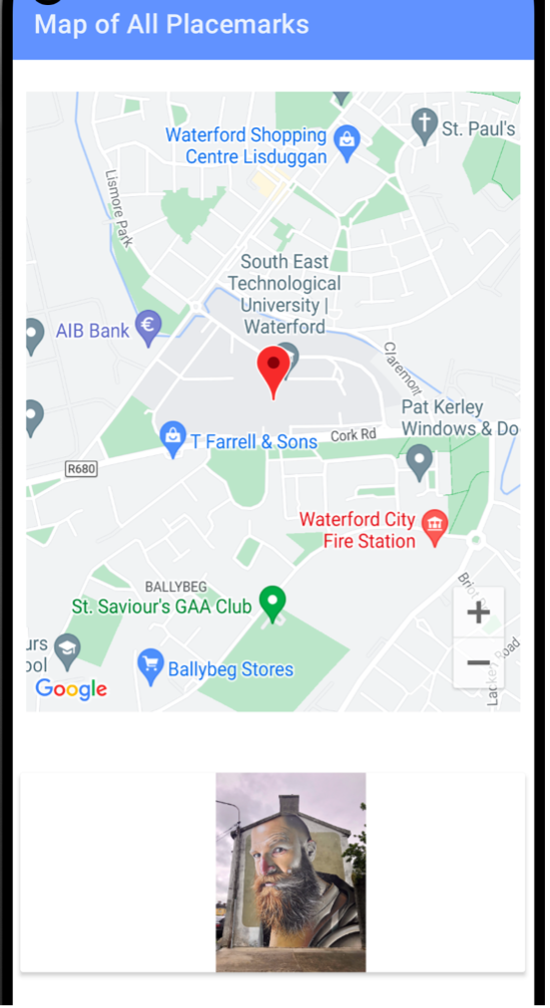 Map of All Placemarks
Waterford Shopping
Centre Lisduggan
St. Paul's
Lismore Park
South East
Technological
University |
Waterford
AIB Bank
Claremont
Pat Kerley
Windows & Do
T Farrell & Sons
Cork Rd
R680
Waterford City
Fire Station
BALLYBEG
St. Saviour's GAA Club
urs
ool
Ballybeg Stores
Google
+
−
Road